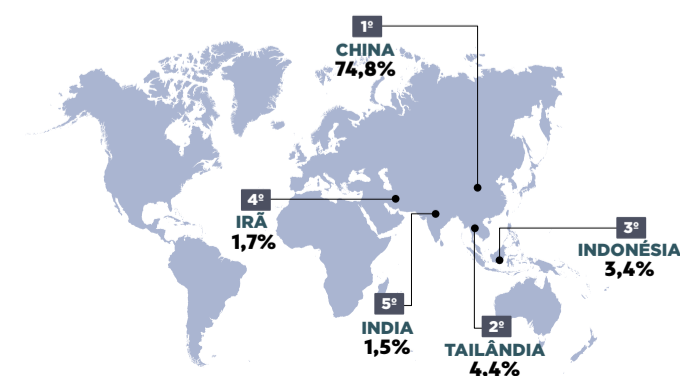 1º
CHINA
74,8%
4º
IRÃ
1,7%
3º
INDONÉSIA
3,4%
5º
INDIA
1,5%
2º
TAILÂNDIA
4,4%